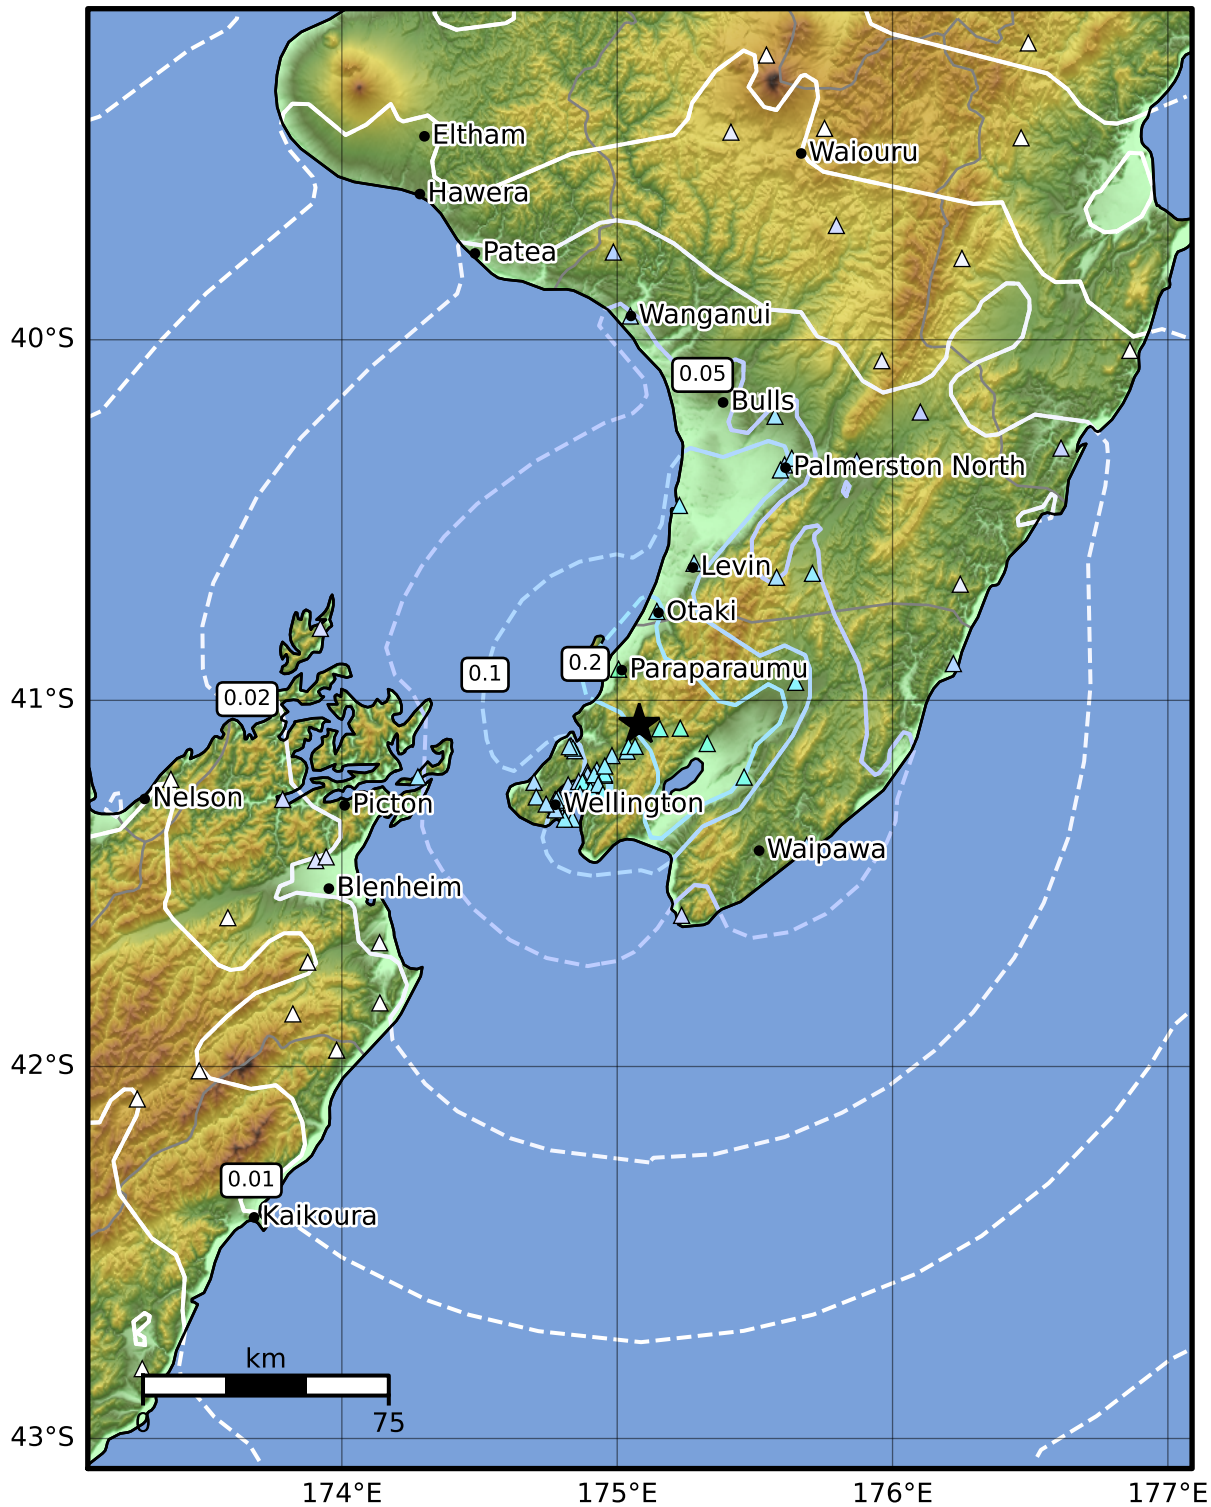 Eltham
Waiouru
Hawera
Patea
Wanganui
40°S
0.05
Bulls
Palmerston North
Levin
Otaki
0.2
Paraparaumu
0.1
0.02
41°S
Nelson
Picton
Wellington
Waipawa
Blenheim
42°S
0.01
Kaikoura
km
0
75
43°S
174°E
175°E
176°E
177°E